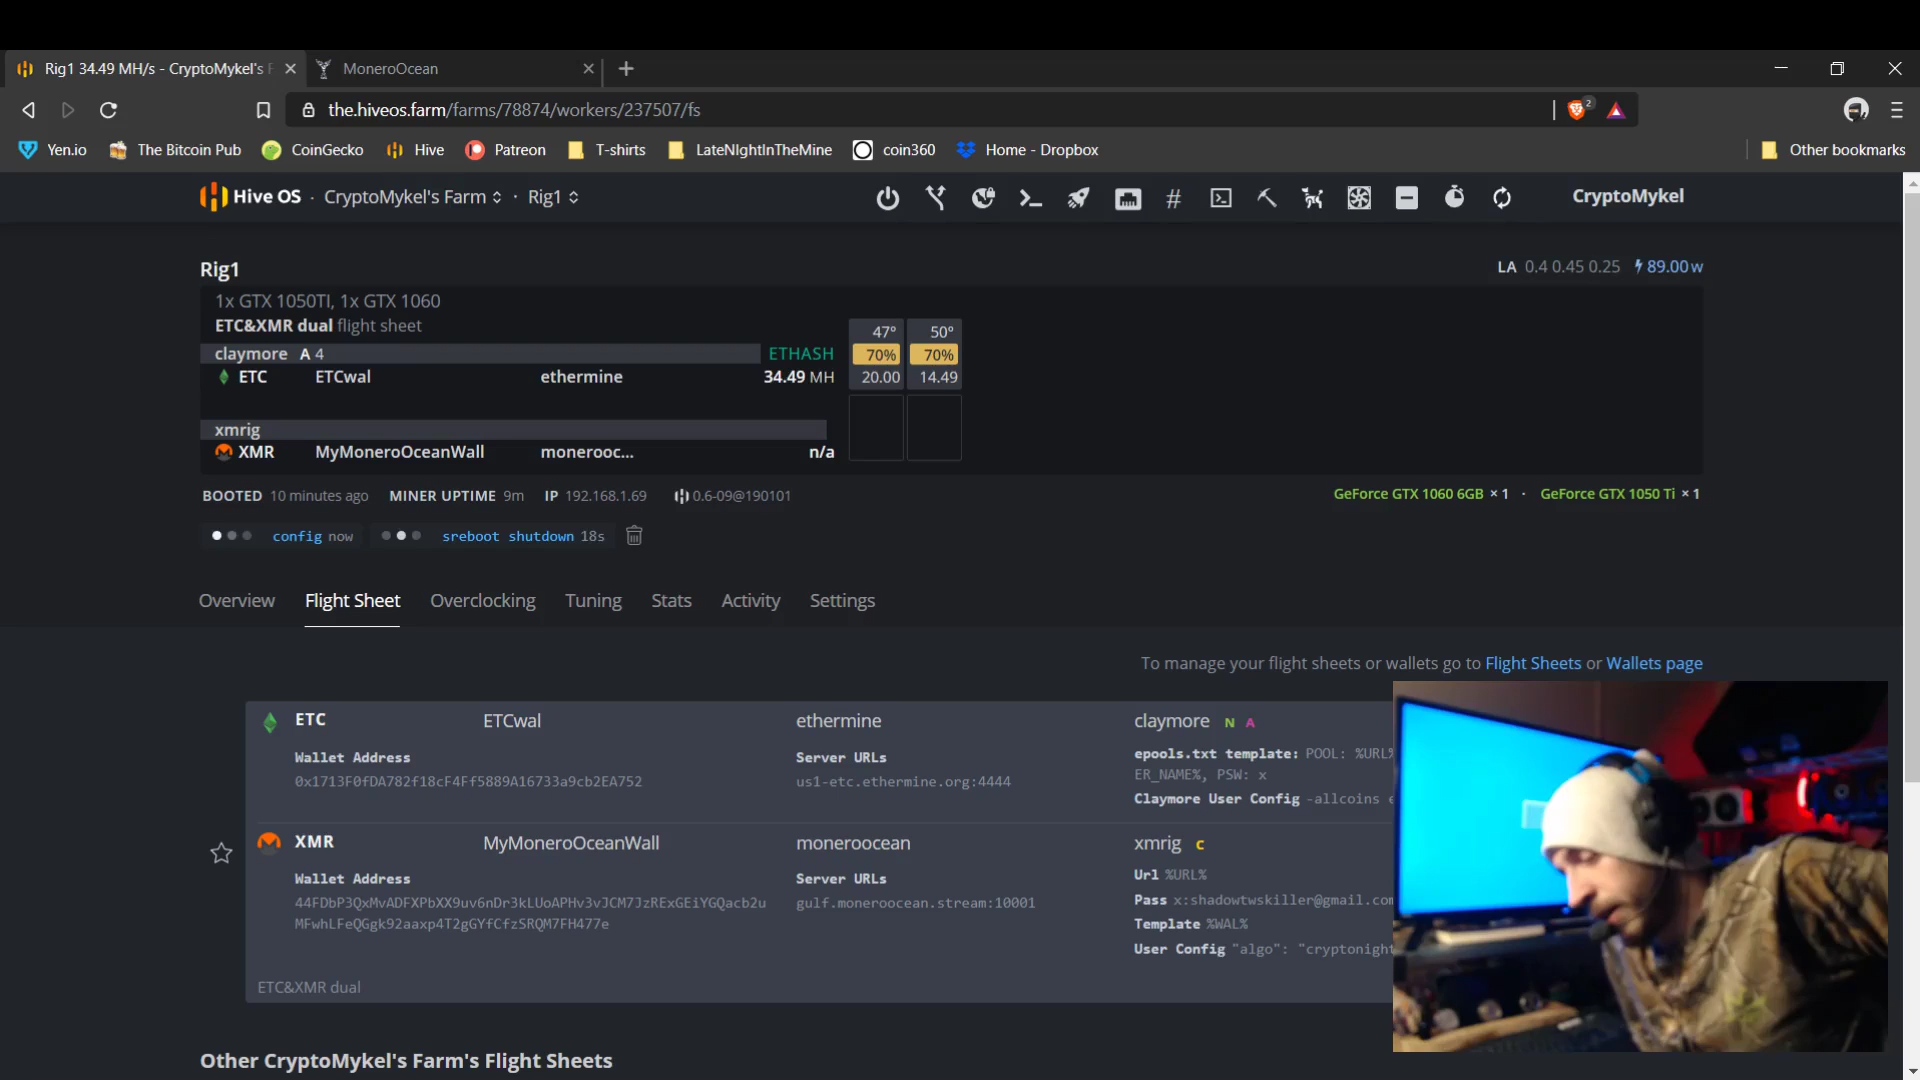 Rig1 34.49 MH/s - CryptoMykel's F
MoneroOcean
the.hiveos.farm/farms/78874/workers/237507/fs
2
Yen.io
The Bitcoin Pub
CoinGecko
Hive
Patreon
T-shirts
LateNIghtInTheMine
coin360
Home - Dropbox
Other bookmarks
Hive OS · CryptoMykel's Farm · Rig1
CryptoMykel
Rig1
LA 0.4 0.45 0.25 89.00w
1x GTX 1050TI, 1x GTX 1060
ETC&XMR dual flight sheet
47° 50°
claymore A 4 ETHASH 70% 70%
ETC ETCwal ethermine 34.49 MH 20.00 14.49
xmrig
XMR MyMoneroOceanWall monerooc... n/a
BOOTED 10 minutes ago MINER UPTIME 9m IP 192.168.1.69 0.6-09@190101
GeForce GTX 1060 6GB × 1 · GeForce GTX 1050 Ti × 1
config now sreboot shutdown 18s
Overview Flight Sheet Overclocking Tuning Stats Activity Settings
To manage your flight sheets or wallets go to Flight Sheets or Wallets page
ETC ETCwal ethermine claymore N A
Wallet Address Server URLs epools.txt template: POOL: %URL%
0x1713F0fDA782f18cF4Ff5889A16733a9cb2EA752 us1-etc.ethermine.org:4444 ER_NAME%, PSW: x
Claymore User Config -allcoins e
XMR MyMoneroOceanWall moneroocean xmrig C
Url %URL%
Wallet Address Server URLs
44FDbP3QxMvADFXPbXX9uv6nDr3kLUoAPHv3vJCM7JzRExGEiYGQacb2u gulf.moneroocean.stream:10001 Pass x:shadowtwskiller@gmail.com
MFwhLFeQGgk92aaxp4T2gGYfCfzSRQM7FH477e Template %WAL%
User Config "algo": "cryptonight
ETC&XMR dual
Other CryptoMykel's Farm's Flight Sheets